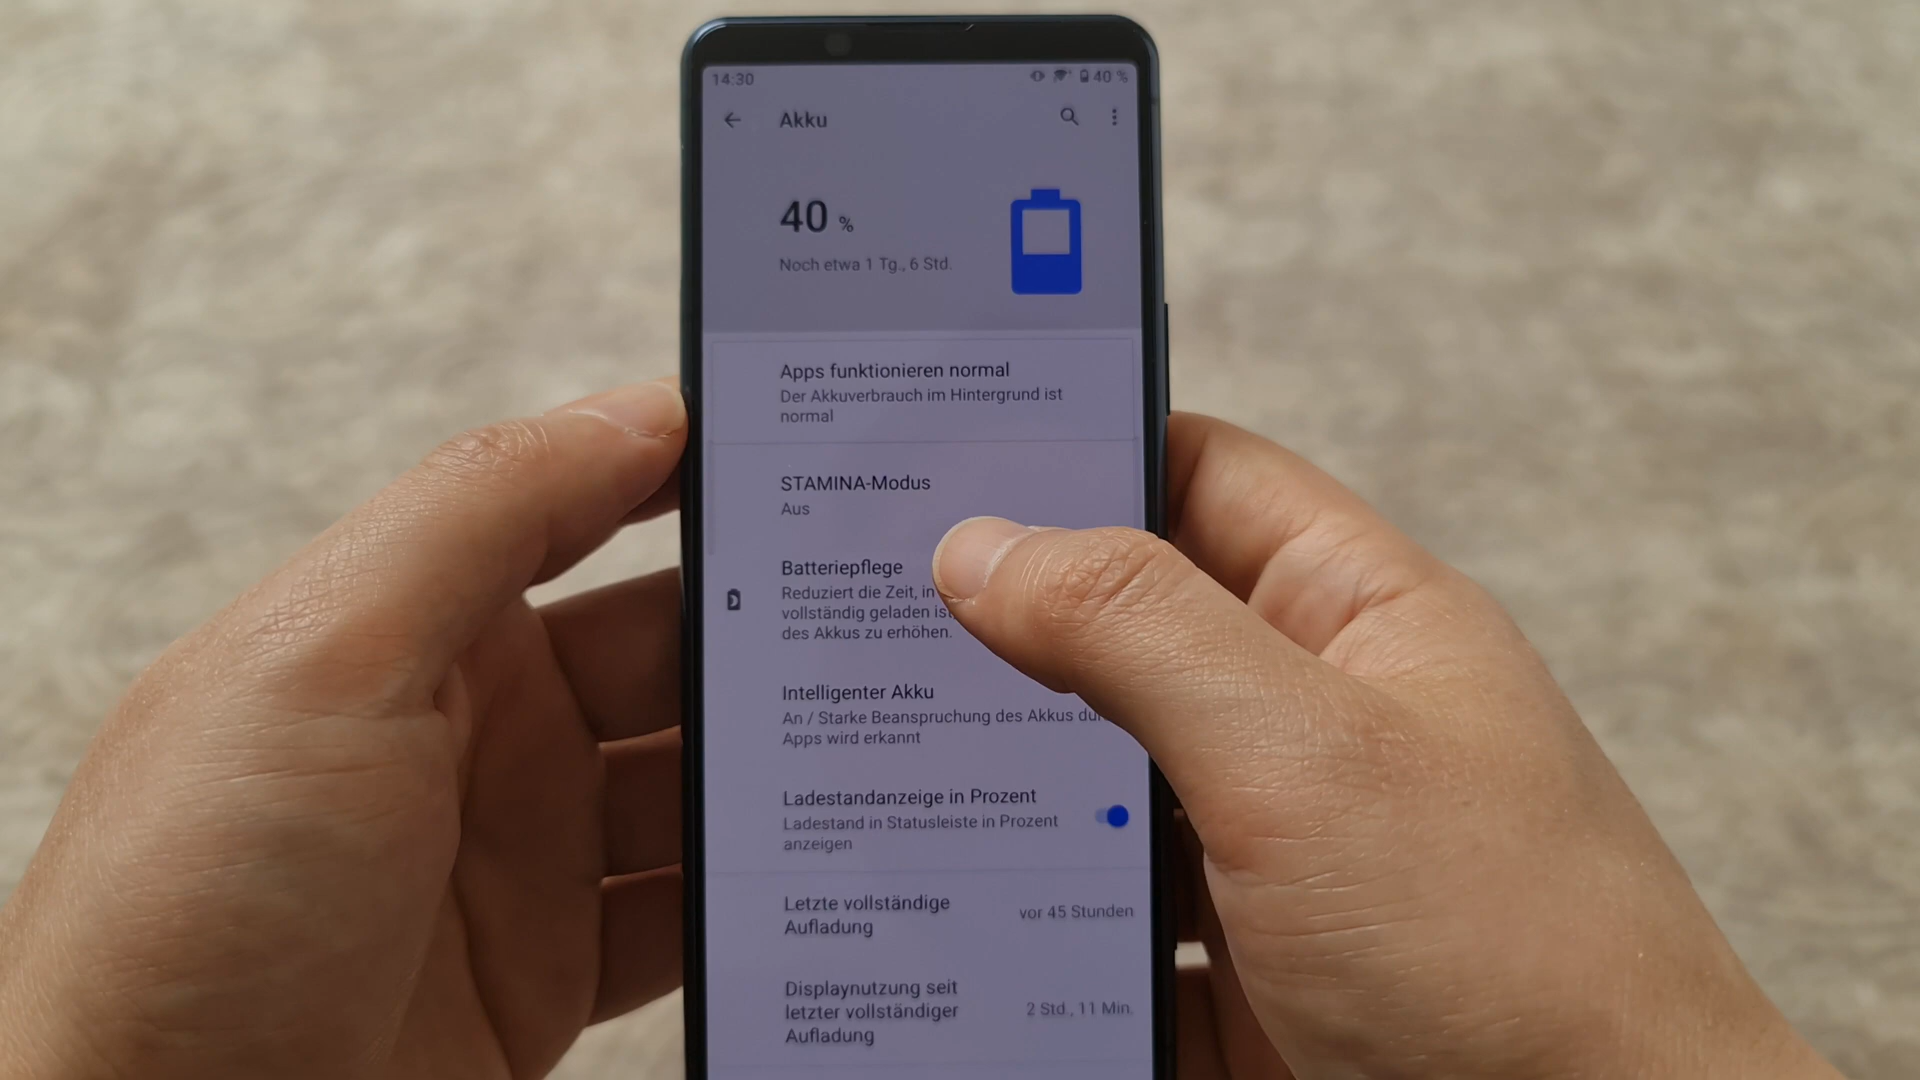 14:30
40 %
Akku
40 %
Noch etwa 1 Tg., 6 Std.
Apps funktionieren normal
Der Akkuverbrauch im Hintergrund ist
normal
STAMINA-Modus
Aus
Batteriepflege
Reduziert die Zeit, in
vollständig geladen ist,
des Akkus zu erhöhen.
Intelligenter Akku
An / Starke Beanspruchung des Akkus
Apps wird erkannt
Ladestandanzeige in Prozent
Ladestand in Statusleiste in Prozent
anzeigen
Letzte vollständige
Aufladung
vor 45 Stunden
Displaynutzung seit
letzter vollständiger
Aufladung
2 Std., 11 Min.